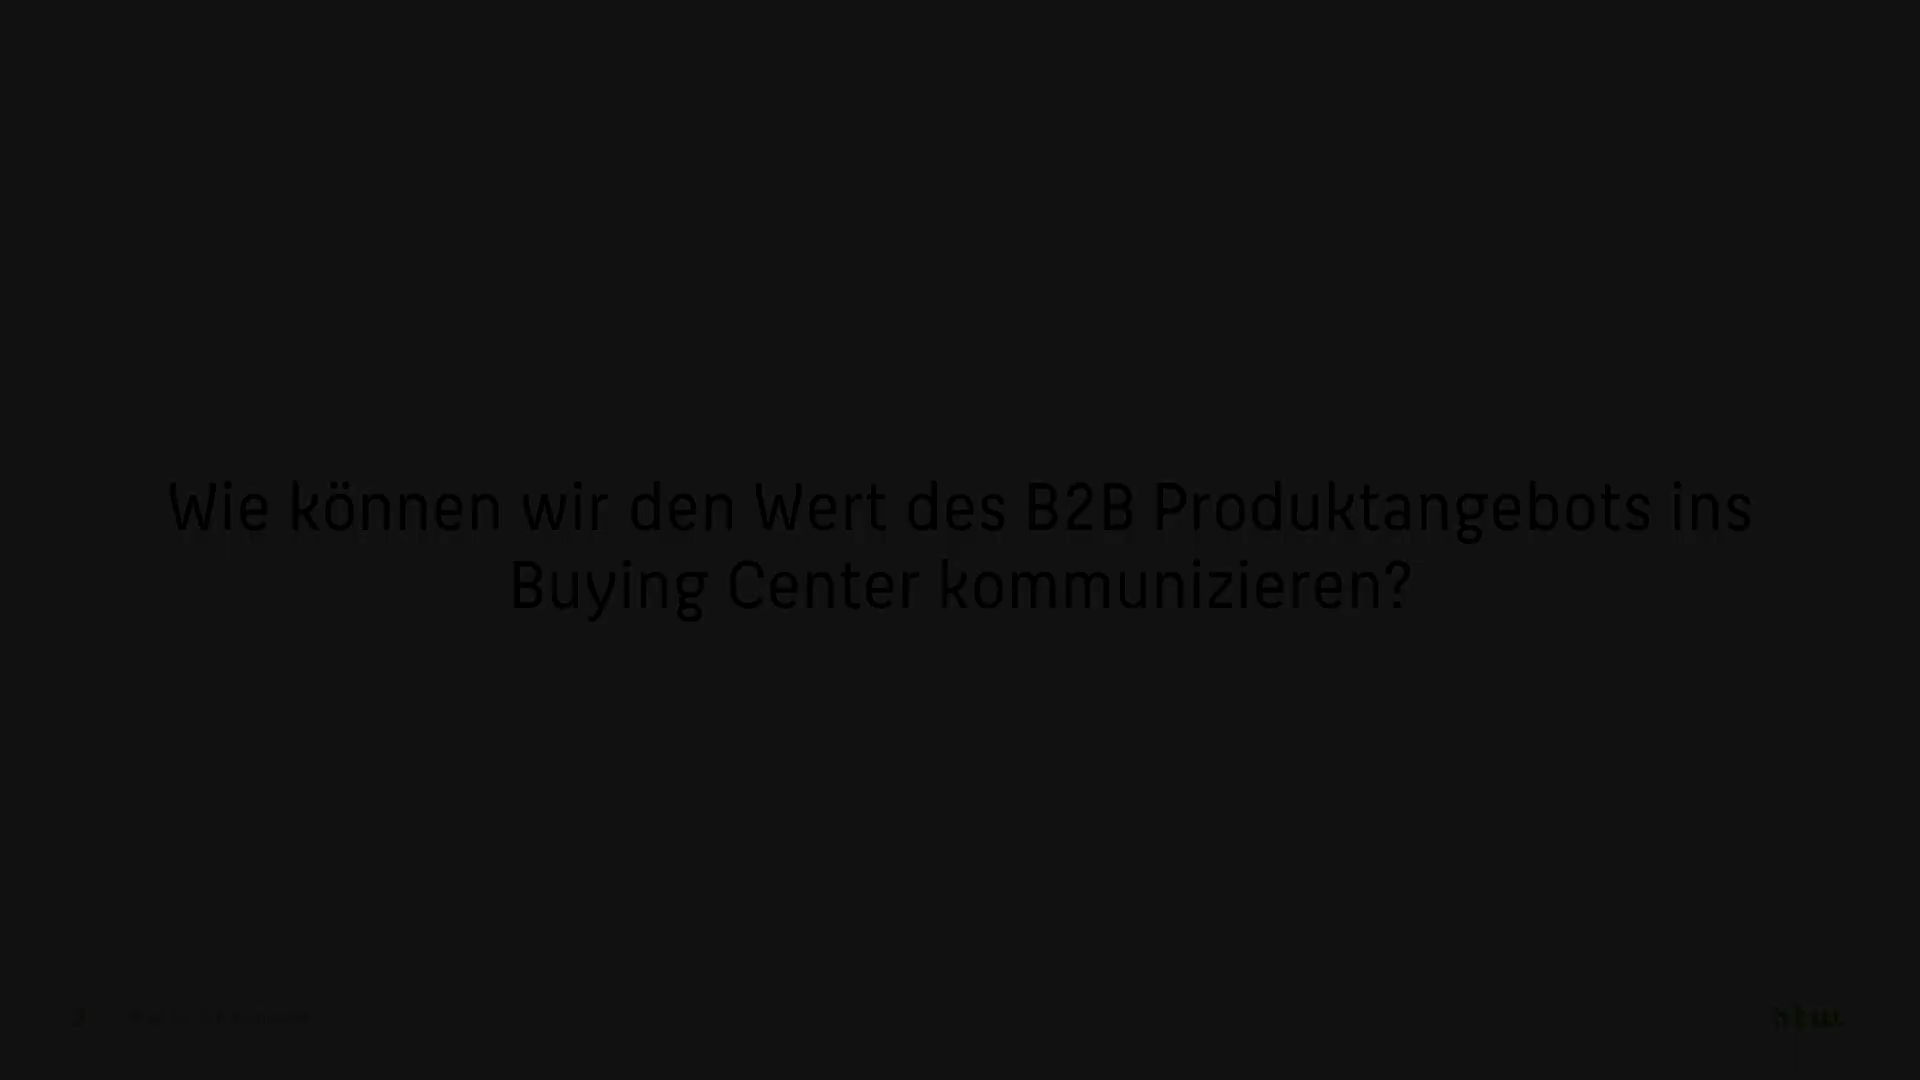 Wie können wir den Wert des B2B Produktangebots ins
Buying Center kommunizieren?